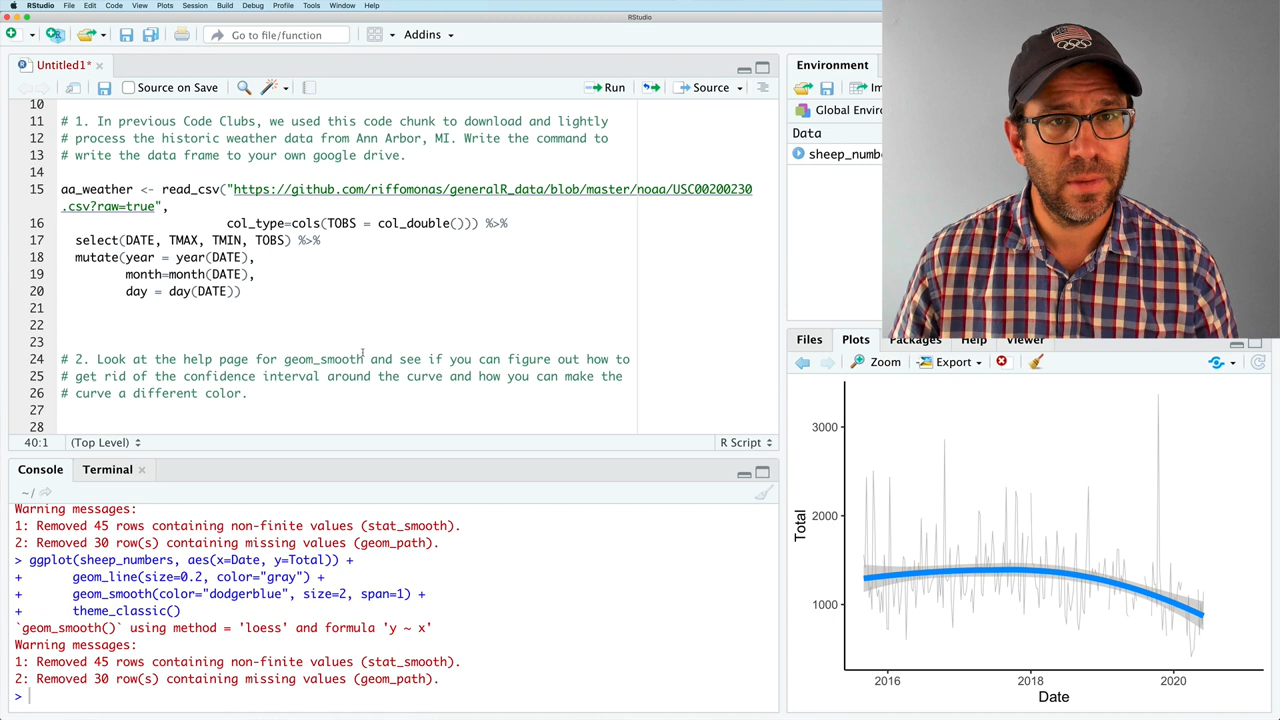 RStudio File Edit Code View Plots Session Build Debug Profile Tools Window Help
RStudio
Go to file/function
Addins
Untitled1*
Source on Save
Run
Source
10
11 # 1. In previous Code Clubs, we used this code chunk to download and lightly
12 # process the historic weather data from Ann Arbor, MI. Write the command to
13 # write the data frame to your own google drive.
14
15 aa_weather <- read_csv("https://github.com/riffomonas/generalR_data/blob/master/noaa/USC00200230
.csv?raw=true",
16 col_type=cols(TOBS = col_double())) %>%
17 select(DATE, TMAX, TMIN, TOBS) %>%
18 mutate(year = year(DATE),
19 month=month(DATE),
20 day = day(DATE))
21
22
23
24 # 2. Look at the help page for geom_smooth and see if you can figure out how to
25 # get rid of the confidence interval around the curve and how you can make the
26 # curve a different color.
27
28
40:1 (Top Level) R Script
Console Terminal
~/
Warning messages:
1: Removed 45 rows containing non-finite values (stat_smooth).
2: Removed 30 row(s) containing missing values (geom_path).
> ggplot(sheep_numbers, aes(x=Date, y=Total)) +
+ geom_line(size=0.2, color="gray") +
+ geom_smooth(color="dodgerblue", size=2, span=1) +
+ theme_classic()
`geom_smooth()` using method = 'loess' and formula 'y ~ x'
Warning messages:
1: Removed 45 rows containing non-finite values (stat_smooth).
2: Removed 30 row(s) containing missing values (geom_path).
>
Environment
Im
Global Enviro
Data
sheep_numbe
Files Plots Packages Help Viewer
Zoom Export
3000
2000
1000
Total
2016 2018 2020
Date